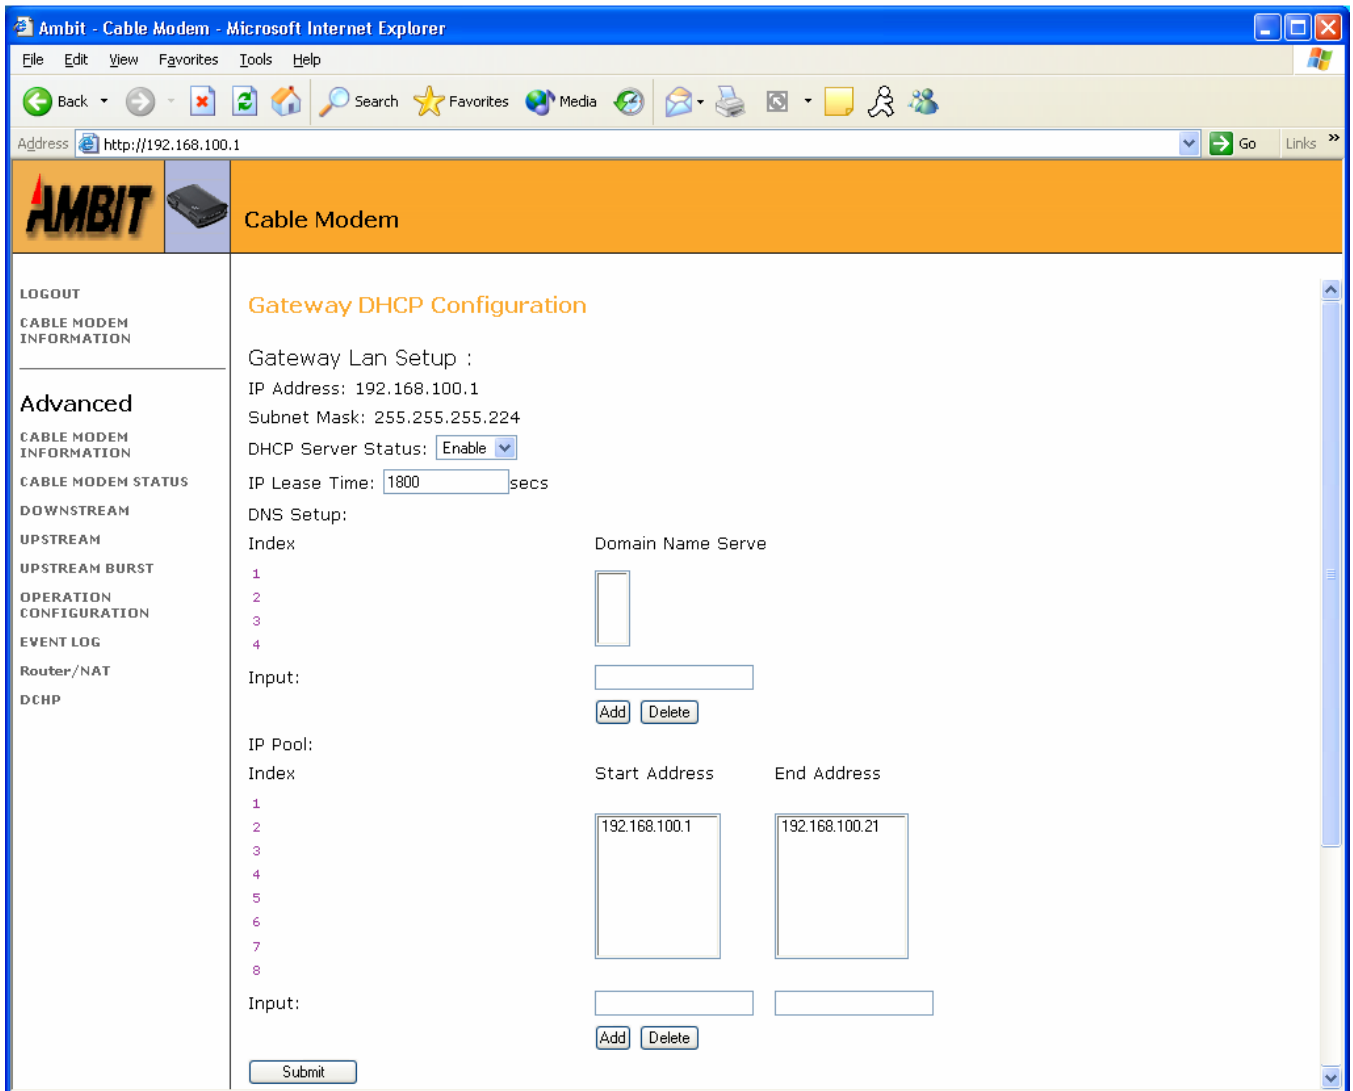 Ambit - Cable Modem - Microsoft Internet Explorer
File Edit View Favorites Tools Help
Back Search Favorites Media
Address http://192.168.100.1 Go Links »
AMBIT
Cable Modem
LOGOUT
CABLE MODEM
INFORMATION
Advanced
CABLE MODEM
INFORMATION
CABLE MODEM STATUS
DOWNSTREAM
UPSTREAM
UPSTREAM BURST
OPERATION
CONFIGURATION
EVENT LOG
Router/NAT
DCHP
Gateway DHCP Configuration
Gateway Lan Setup :
IP Address: 192.168.100.1
Subnet Mask: 255.255.255.224
DHCP Server Status: Enable
IP Lease Time: 1800 secs
DNS Setup:
Index Domain Name Serve
1
2
3
4
Input:
Add Delete
IP Pool:
Index Start Address End Address
1
2 192.168.100.1 192.168.100.21
3
4
5
6
7
8
Input:
Add Delete
Submit